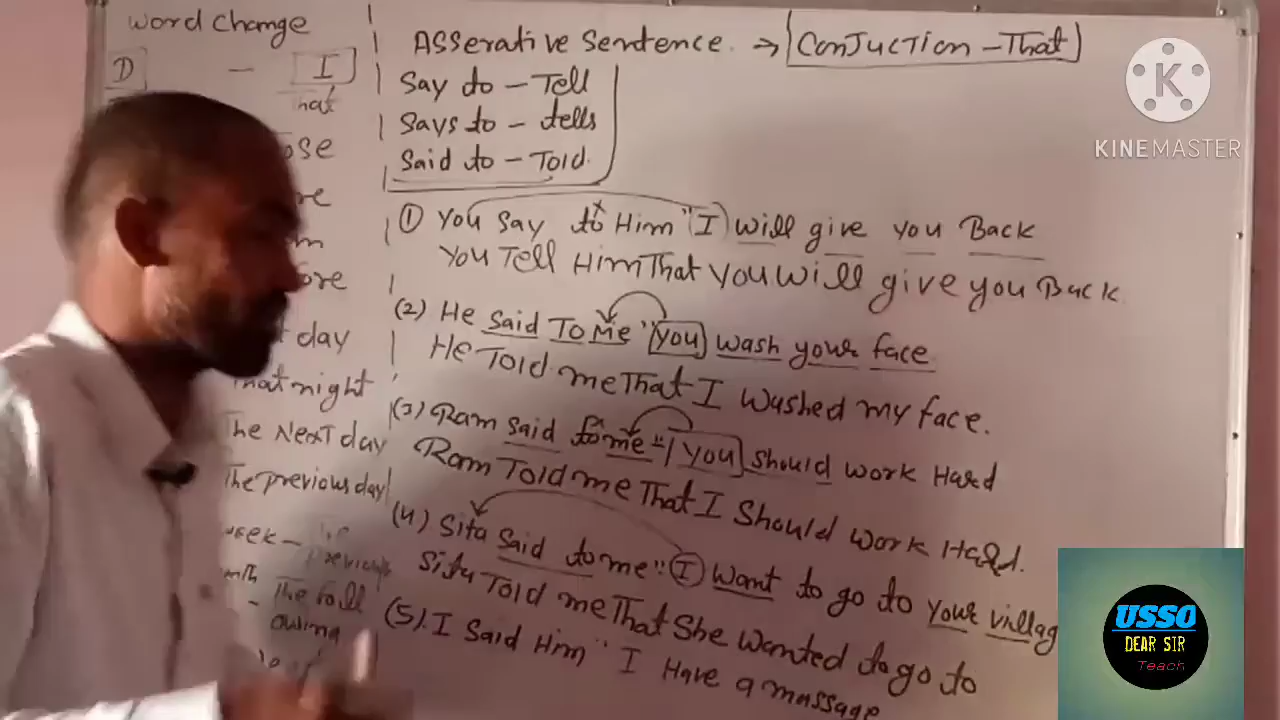 Word Change
D - I
That
day
That night
The Next day
The previous day
week - previous
The foll
owing
Asserative Sentence. → Conjuction - That
Say to - Tell
Says to - tells
Said to - Told.
① You Say to Him "I will give you Back
You Tell Him That you will give you Back.
(2) He Said To Me "you wash your face.
He Told me That I washed my face.
(3) Ram said to me "you should work Hard
Ram Told me That I Should work Hard.
(4) Sita Said to me "I want to go to your villag
Sita Told me That She wanted to go to
(5). I Said Him "I Have a massage
K
KINEMASTER
USSO
DEAR SIR
Teach